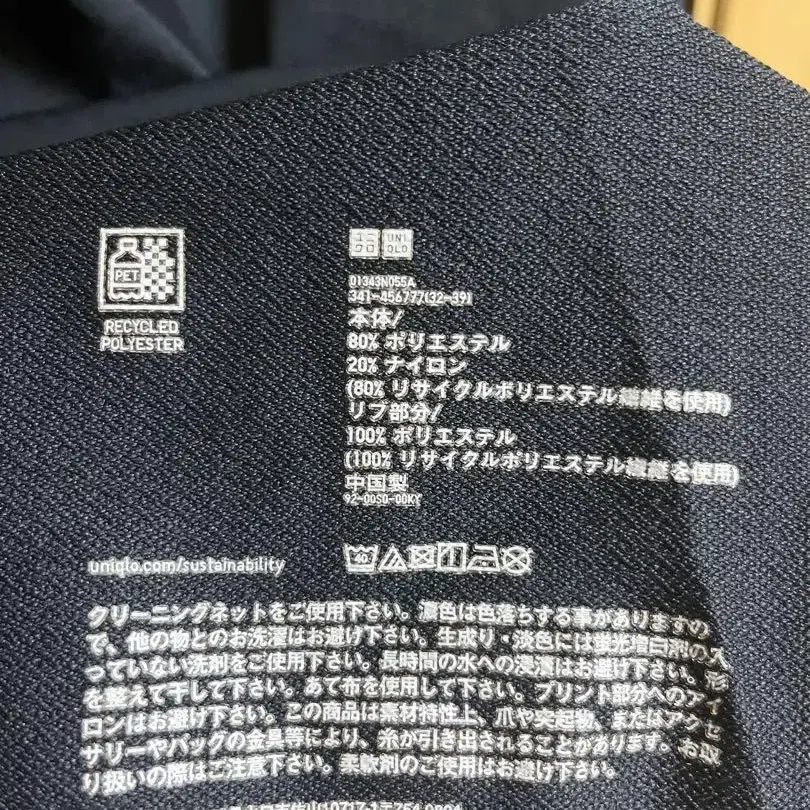 PET
RECYCLED
POLYESTER
ユニ
クロ
UNI
QLO
341-456777(32-39)
本体/
80% ポリエステル
20% ナイロン
(80% リサイクルポリエステル繊維を使用)
リブ部分/
100% ポリエステル
(100% リサイクルポリエステル繊維を使用)
中国製
uniqlo.com/sustainability
40
クリーニングネットをご使用下さい。濃色は色落ちする事がありますの
で、他の物とのお洗濯はお避け下さい。生成り・淡色には蛍光増白剤の入
っていない洗剤をご使用下さい。長時間の水への浸漬はお避け下さい。形
を整えて干して下さい。あて布を使用して下さい。プリント部分へのアイ
ロンはお避け下さい。この商品は素材特性上、爪や突起物、またはアクセ
サリーやバッグの金具等により、糸が引き出されることがあります。お取
り扱いの際はご注意下さい。柔軟剤のご使用はお避け下さい。